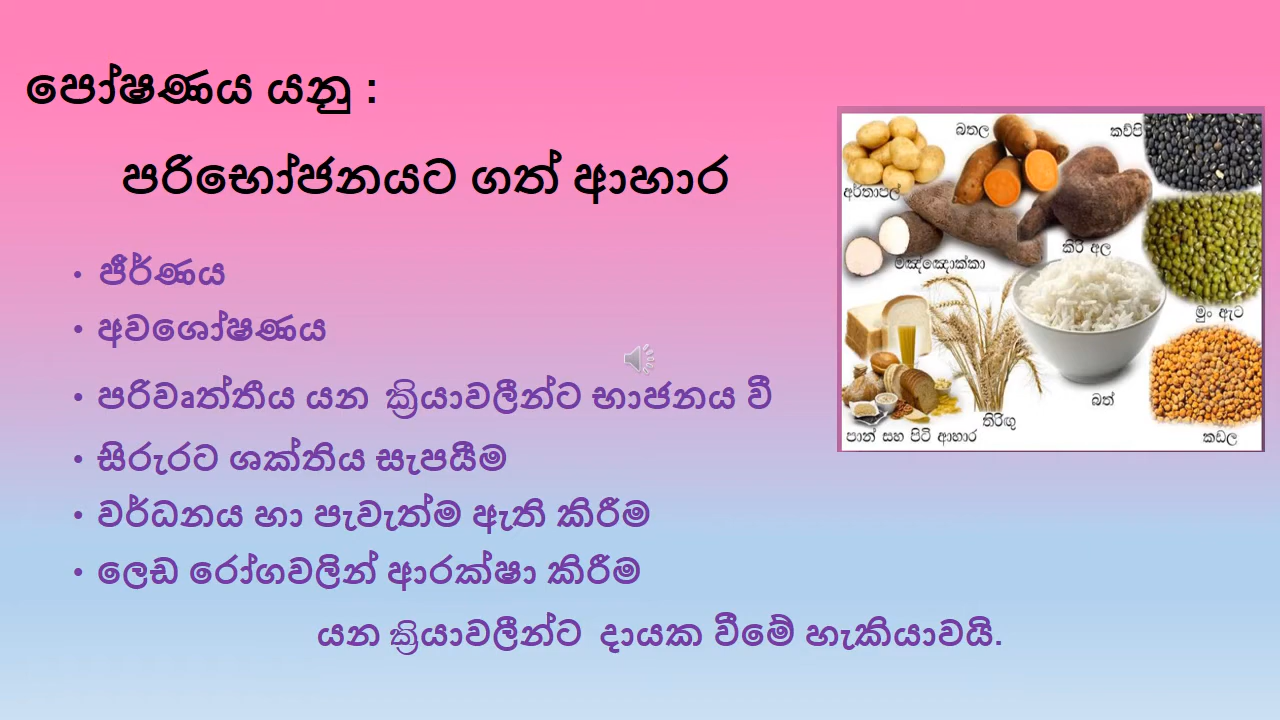 පෝෂණය යනු :
පරිභෝජනයට ගත් ආහාර
• ජීර්ණය
• අවශෝෂණය
• පරිවෘත්තීය යන ක්‍රියාවලීන්ට භාජනය වී
• සිරුරට ශක්තිය සැපයීම
• වර්ධනය හා පැවැත්ම ඇති කිරීම
• ලෙඩ රෝගවලින් ආරක්ෂා කිරීම
යන ක්‍රියාවලීන්ට දායක වීමේ හැකියාවයි.
බතල
කව්පි
අර්තාපල්
කිරි අල
මඤ්ඤොක්කා
මුං ඇට
බත්
තිරිඟු
පාන් සහ පිටි ආහාර
කඩල